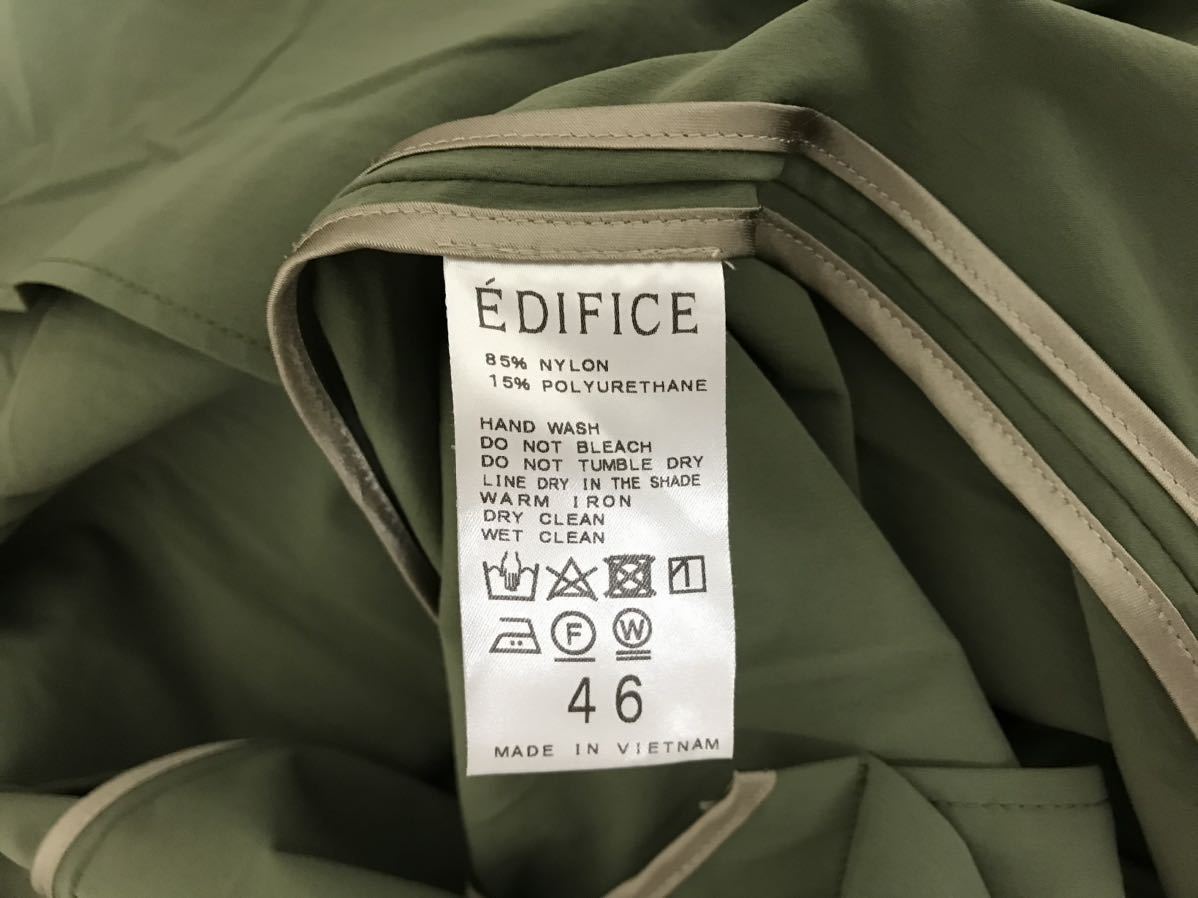 ÉDIFICE
85% NYLON
15% POLYURETHANE
HAND WASH
DO NOT BLEACH
DO NOT TUMBLE DRY
LINE DRY IN THE SHADE
WARM IRON
DRY CLEAN
WET CLEAN
F W
46
MADE IN VIETNAM